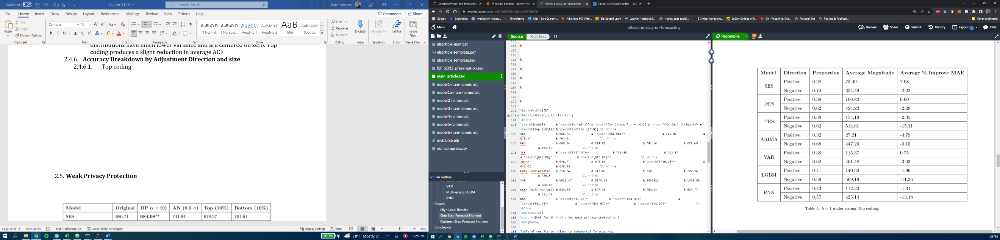 AutoSave Off
Outline_V3_CB
Search (Alt+Q)
Bale,Cameron
File Home Insert Draw Design Layout References Mailings Review View Zotero Help
Comments Share
Paste
Cut
Copy
Format Painter
Clipboard
Cambria 12
Font
Paragraph
AaBbCcD AaBbCcD AaBbCc AaBbCcC AaB AaBbCcD
¶ Normal ¶ No Spac... Heading 1 Heading 2 Title Subtitle
Styles
Find
Replace
Select
Editing
Dictate
Voice
Sensitivity
Sensitivity
Editor
Editor
Reuse Files
Reuse Files
distributions have much lower variance and are centered on zero. Top
coding produces a slight reduction in average ACF.
2.4.6. Accuracy Breakdown by Adjustment Direction and size
2.4.6.1. Top coding
2.5. Weak Privacy Protection
Model Original DP (ϵ = 20) AN (0.5 σ) Top (10%) Bottom (10%)
SES 686.71 684.08** 741.94 678.27 701.61
Page 10 of 16 3679 words Text Predictions: On Accessibility: Investigate
Display Settings Focus 140%
100% 78°F Mostly cl... 1:25 PM
Desktop/Privacy-and-Forecasting
JF_results_function - Jupyter Not
effects-privacy-on-forecasting -
Create LaTeX tables online – Tabl
overleaf.com/project/
Google Bookmarks rmarkdown-cheats... Throttlestop Mail - Bale,Camero... Advanced MD | Pati... Blackboard Learn Jupyter Notebook S... Numpy axes explai... 5 Critical Ingredient... LeBow College of B... Git - Recording Cha... Personal Site Reports & Publicati... Other bookmarks
Menu
effects-privacy-on-forecasting
Review Share Submit History Layout Chat
Source Rich Text Ω
Recompile
elsarticle-num.bst
elsarticle-template.pdf
elsarticle-template.tex
ISF_2022_presentation.tex
main_article.tex
model1-num-names.bst
model1a-num-names.bst
model2-names.bst
model3-num-names.bst
model4-names.bst
model5-names.bst
model6-num-names.bst
mybibfile.bib
numcompress.sty
File outline
VAR
Multivariate LGBM
RNN
Results
High Level Results
One Step Forecast Horizon
Eighteen Step Forecast Horizon
Conclusion
157
158 h.
159
160
161 h.
162
163 h.
164
165 h.
166
167 h.
168
169
170 h
171
172 \begin{table}[h]
173 \begin{tabular}{|l|l|l|l|l|l|}
174 \hline
175 \textbf{Model} & \textbf{Original} & \textbf{DP ($\epsilon = 20$)} & \textbf{AN (0.5 $\sigma$)} &
\textbf{Top (10\%)} & \textbf{Bottom (10\%)} \\ \hline
176 SES & 686.71 & \textbf{684.08}** & 741.94 &
678.27 & 701.61 \\ \hline
177 DES & 680.54 & 714.98 & 784.54 & 671.48
& 685.87 \\ \hline
178 TES & \textbf{637.90}** & 736.88 & 912.17
& \textbf{627.09}* & \textbf{643.64}** \\ \hline
179 ARIMA & 646.77 & 698.84 & \textbf{736.08}** &
643.02 & 656.45 \\ \hline
180 LGBM (univariate) & 718.74 & 745.83 & 758 & 722.14
& 726.8 \\ \hline
181 VAR & 1018.47 & 8174.39 & 8666911 & 1069.86
& 900.16 \\ \hline
182 LGBM (multivariate) & 650.22 & 697.26 & 760.94 & 637.77
& 651.43 \\ \hline
183 RNN & \textbf{631.95}* & \textbf{654.93}* &
\textbf{691.95}* & \textbf{633.67}** & \textbf{640.02}* \\
\hline
184 \end{tabular}
185 \caption{MAE for $h = 1$ under weak privacy protection.}
186 \end{table}
187
188 Table of results to relate to judgmental forecasting.
Model Direction Proportion Average Magnitude Average % Improve MAE
SES Positive 0.28 73.49 7.08
Negative 0.72 334.49 -2.22
DES Positive 0.38 106.82 6.60
Negative 0.62 424.22 -2.28
TES Positive 0.38 154.19 -2.05
Negative 0.62 514.61 -15.11
ARIMA Positive 0.32 27.21 -4.79
Negative 0.68 447.20 -0.15
VAR Positive 0.38 115.37 0.75
Negative 0.62 461.48 -3.03
LGBM Positive 0.41 140.30 -1.96
Negative 0.59 569.19 -11.36
RNN Positive 0.43 112.33 -1.31
Negative 0.57 425.14 -13.18
Table 4: h = 1 under strong Top coding.
1:25 PM